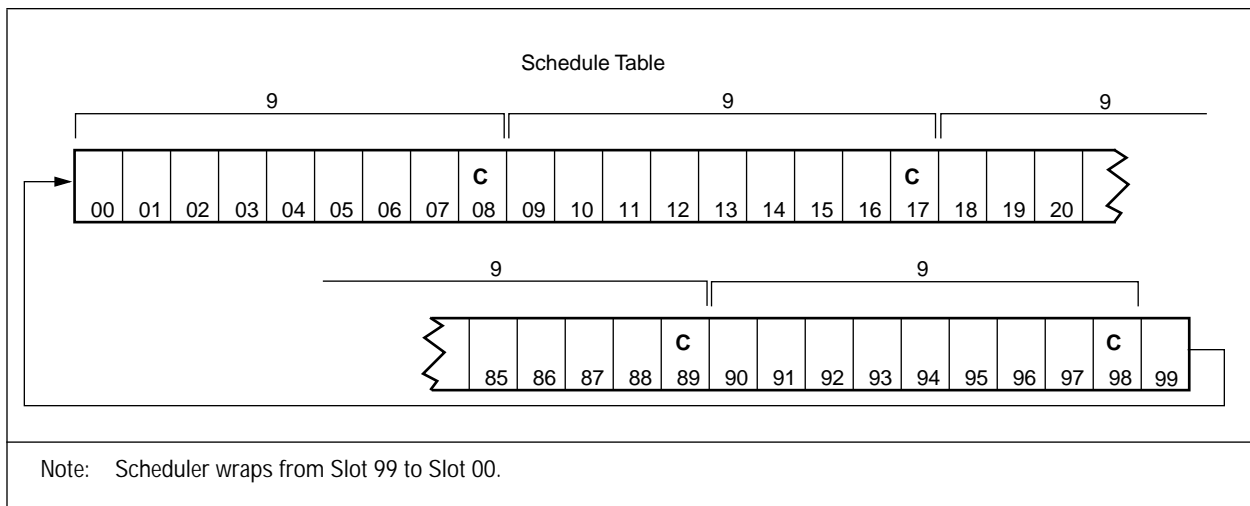 Schedule Table
9 9 9
C C
00 01 02 03 04 05 06 07 08 09 10 11 12 13 14 15 16 17 18 19 20
9 9
C C
85 86 87 88 89 90 91 92 93 94 95 96 97 98 99
Note: Scheduler wraps from Slot 99 to Slot 00.